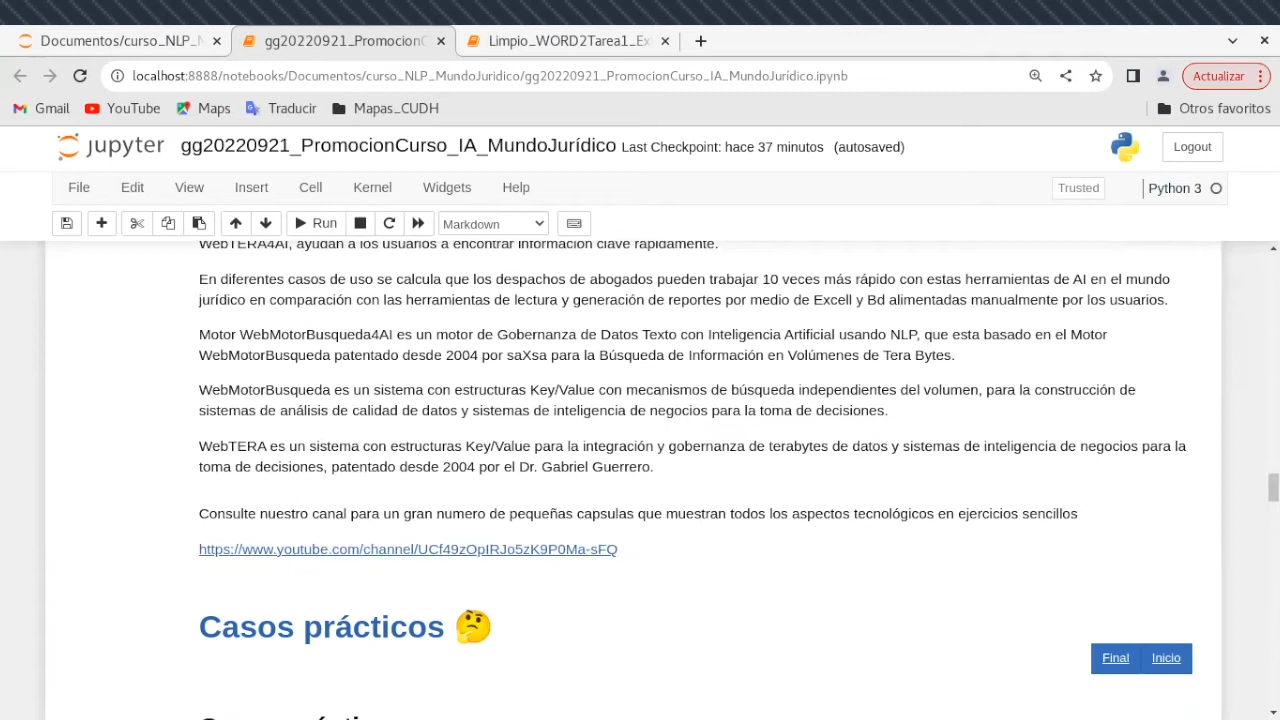 Documentos/curso_NLP_N
gg20220921_PromocionC
Limpio_WORD2Tarea1_Ex
localhost:8888/notebooks/Documentos/curso_NLP_MundoJuridico/gg20220921_PromocionCurso_IA_MundoJurídico.ipynb
Actualizar
Gmail YouTube Maps Traducir Mapas_CUDH Otros favoritos
jupyter gg20220921_PromocionCurso_IA_MundoJurídico Last Checkpoint: hace 37 minutos (autosaved) Logout
File Edit View Insert Cell Kernel Widgets Help Trusted Python 3
Run Markdown
WebTERA4AI, ayudan a los usuarios a encontrar información clave rápidamente.
En diferentes casos de uso se calcula que los despachos de abogados pueden trabajar 10 veces más rápido con estas herramientas de AI en el mundo
jurídico en comparación con las herramientas de lectura y generación de reportes por medio de Excell y Bd alimentadas manualmente por los usuarios.
Motor WebMotorBusqueda4AI es un motor de Gobernanza de Datos Texto con Inteligencia Artificial usando NLP, que esta basado en el Motor
WebMotorBusqueda patentado desde 2004 por saXsa para la Búsqueda de Información en Volúmenes de Tera Bytes.
WebMotorBusqueda es un sistema con estructuras Key/Value con mecanismos de búsqueda independientes del volumen, para la construcción de
sistemas de análisis de calidad de datos y sistemas de inteligencia de negocios para la toma de decisiones.
WebTERA es un sistema con estructuras Key/Value para la integración y gobernanza de terabytes de datos y sistemas de inteligencia de negocios para la
toma de decisiones, patentado desde 2004 por el Dr. Gabriel Guerrero.
Consulte nuestro canal para un gran numero de pequeñas capsulas que muestran todos los aspectos tecnológicos en ejercicios sencillos
https://www.youtube.com/channel/UCf49zOpIRJo5zK9P0Ma-sFQ
Casos prácticos 🤔
Final Inicio